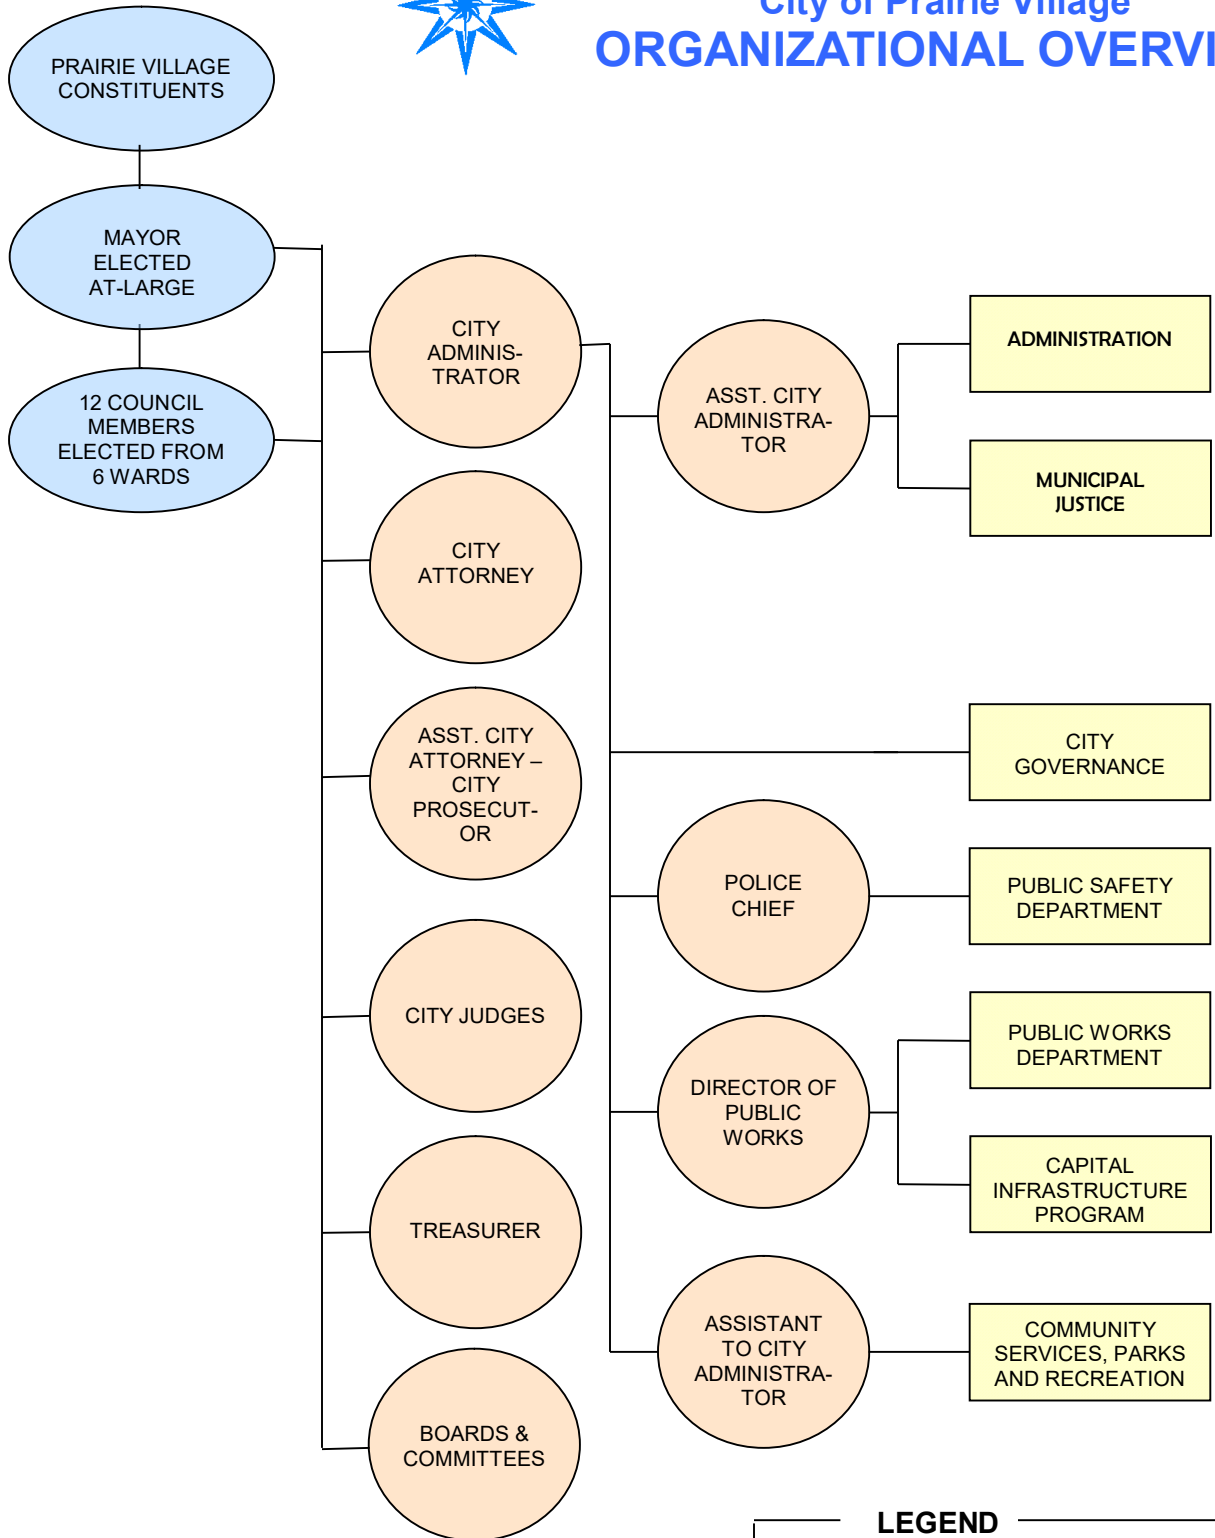 City of Prairie Village
ORGANIZATIONAL
PRAIRIE VILLAGE
CONSTITUENTS
MAYOR
ELECTED
AT-LARGE
12 COUNCIL
MEMBERS
ELECTED FROM
6 WARDS
CITY
ADMINIS-
TRATOR
CITY
ATTORNEY
ASST. CITY
ATTORNEY –
CITY
PROSECUT-
OR
CITY JUDGES
TREASURER
BOARDS &
COMMITTEES
ASST. CITY
ADMINISTRA-
TOR
POLICE
CHIEF
DIRECTOR OF
PUBLIC
WORKS
ASSISTANT
TO CITY
ADMINISTRA-
TOR
ADMINISTRATION
MUNICIPAL
JUSTICE
CITY
GOVERNANCE
PUBLIC SAFETY
DEPARTMENT
PUBLIC WORKS
DEPARTMENT
CAPITAL
INFRASTRUCTURE
PROGRAM
COMMUNITY
SERVICES, PARKS
AND RECREATION
LEGEND